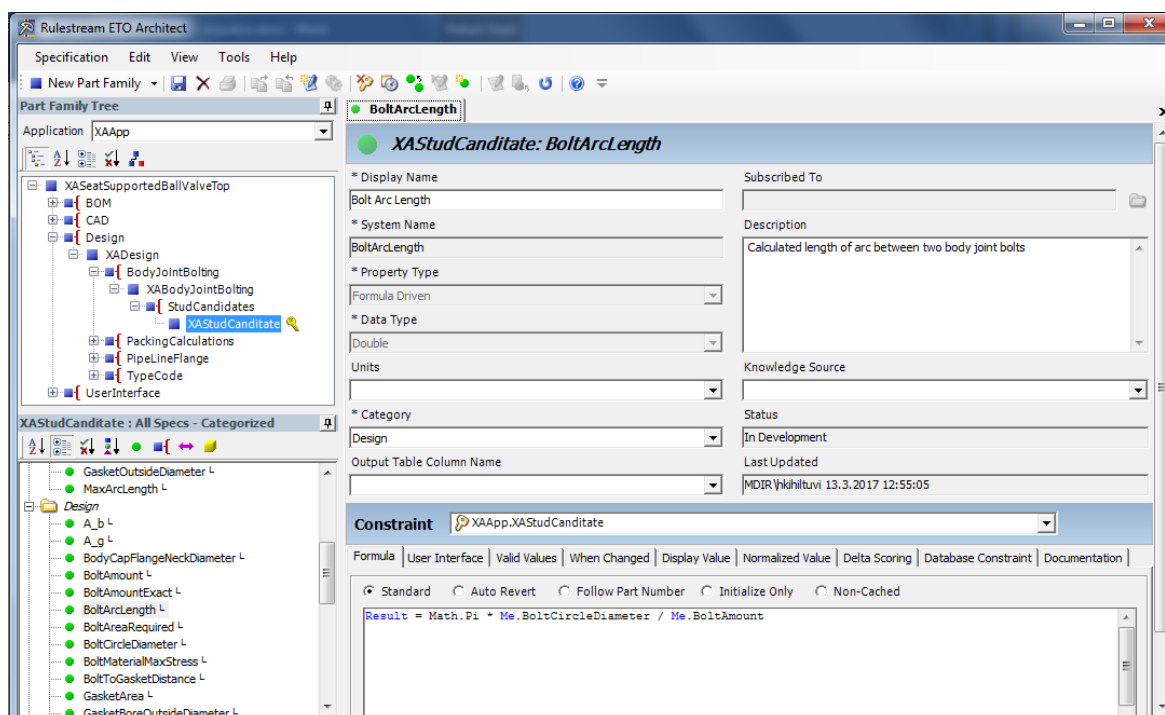 Rulestream ETO Architect
Specification Edit View Tools Help
New Part Family
Part Family Tree
Application XAApp
XASeatSupportedBallValveTop
BOM
CAD
Design
XADesign
BodyJointBolting
XABodyJointBolting
StudCandidates
XAStudCanditate
PackingCalculations
PipeLineFlange
TypeCode
UserInterface
XAStudCanditate : All Specs - Categorized
GasketOutsideDiameter
MaxArcLength
Design
A_b
A_g
BodyCapFlangeNeckDiameter
BoltAmount
BoltAmountExact
BoltArcLength
BoltAreaRequired
BoltCircleDiameter
BoltMaterialMaxStress
BoltToGasketDistance
GasketArea
GasketBoreOutsideDiameter
BoltArcLength
XAStudCanditate: BoltArcLength
* Display Name
Bolt Arc Length
* System Name
BoltArcLength
* Property Type
Formula Driven
* Data Type
Double
Units
* Category
Design
Output Table Column Name
Subscribed To
Description
Calculated length of arc between two body joint bolts
Knowledge Source
Status
In Development
Last Updated
MDIR\hkihiltuvi 13.3.2017 12:55:05
Constraint XAApp.XAStudCanditate
Formula User Interface Valid Values When Changed Display Value Normalized Value Delta Scoring Database Constraint Documentation
Standard Auto Revert Follow Part Number Initialize Only Non-Cached
Result = Math.Pi * Me.BoltCircleDiameter / Me.BoltAmount